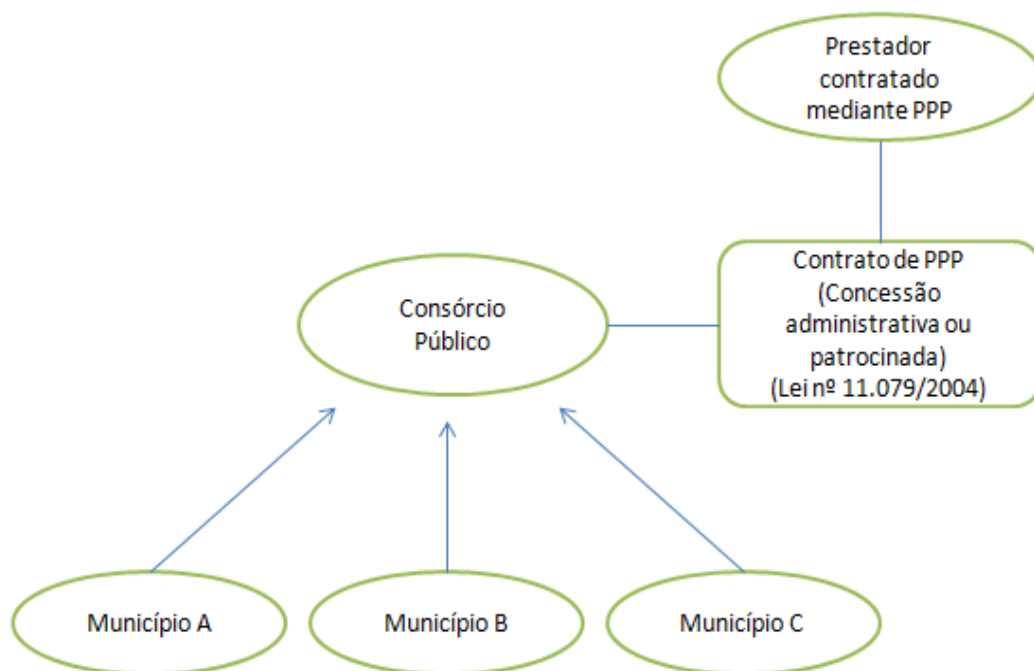 Prestador
contratado
mediante PPP
Contrato de PPP
(Concessão
administrativa ou
patrocinada)
(Lei nº 11.079/2004)
Consórcio
Público
Município A
Município B
Município C